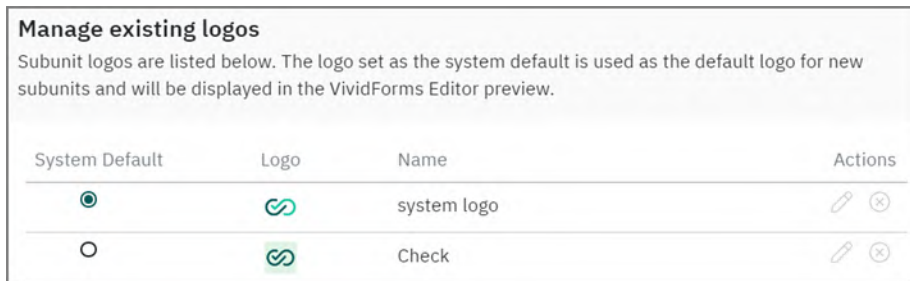 Manage existing logos
Subunit logos are listed below. The logo set as the system default is used as the default logo for new
subunits and will be displayed in the VividForms Editor preview.
System Default Logo Name Actions
system logo
Check